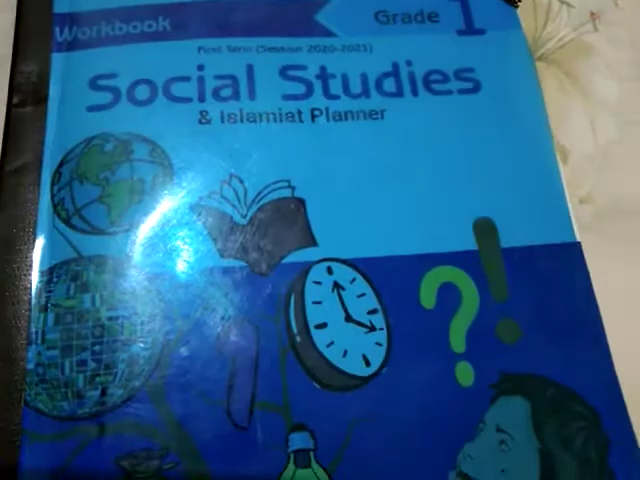 Workbook
Grade 1
First Term (Session 2020-2021)
Social Studies
& Islamiat Planner